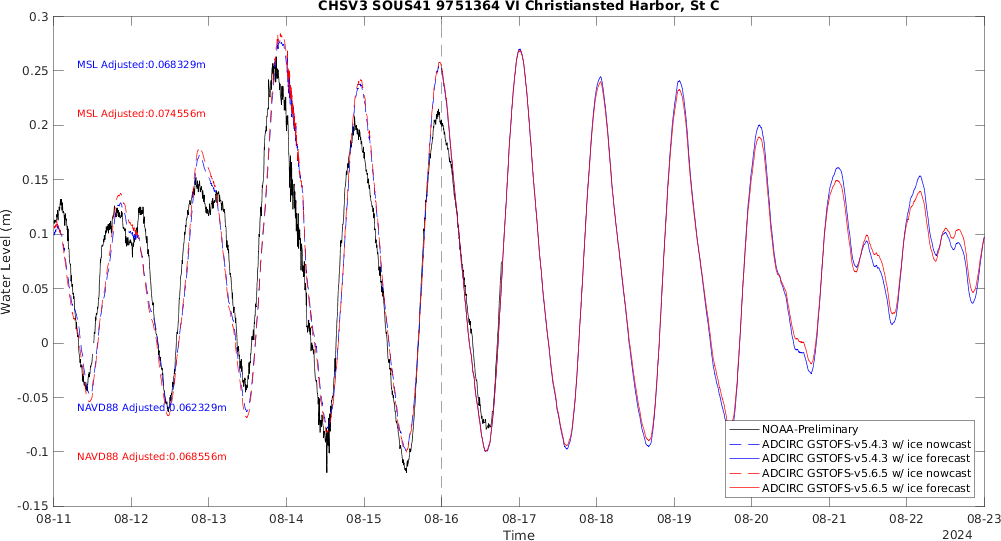 CHSV3 SOUS41 9751364 VI Christiansted Harbor, St C
0.3
0.25
0.2
0.15
0.1
0.05
0
-0.05
-0.1
-0.15
Water Level (m)
MSL Adjusted:0.068329m
MSL Adjusted:0.074556m
NAVD88 Adjusted:0.062329m
NAVD88 Adjusted:0.068556m
NOAA-Preliminary
ADCIRC GSTOFS-v5.4.3 w/ ice nowcast
ADCIRC GSTOFS-v5.4.3 w/ ice forecast
ADCIRC GSTOFS-v5.6.5 w/ ice nowcast
ADCIRC GSTOFS-v5.6.5 w/ ice forecast
08-11 08-12 08-13 08-14 08-15 08-16 08-17 08-18 08-19 08-20 08-21 08-22 08-23
Time
2024